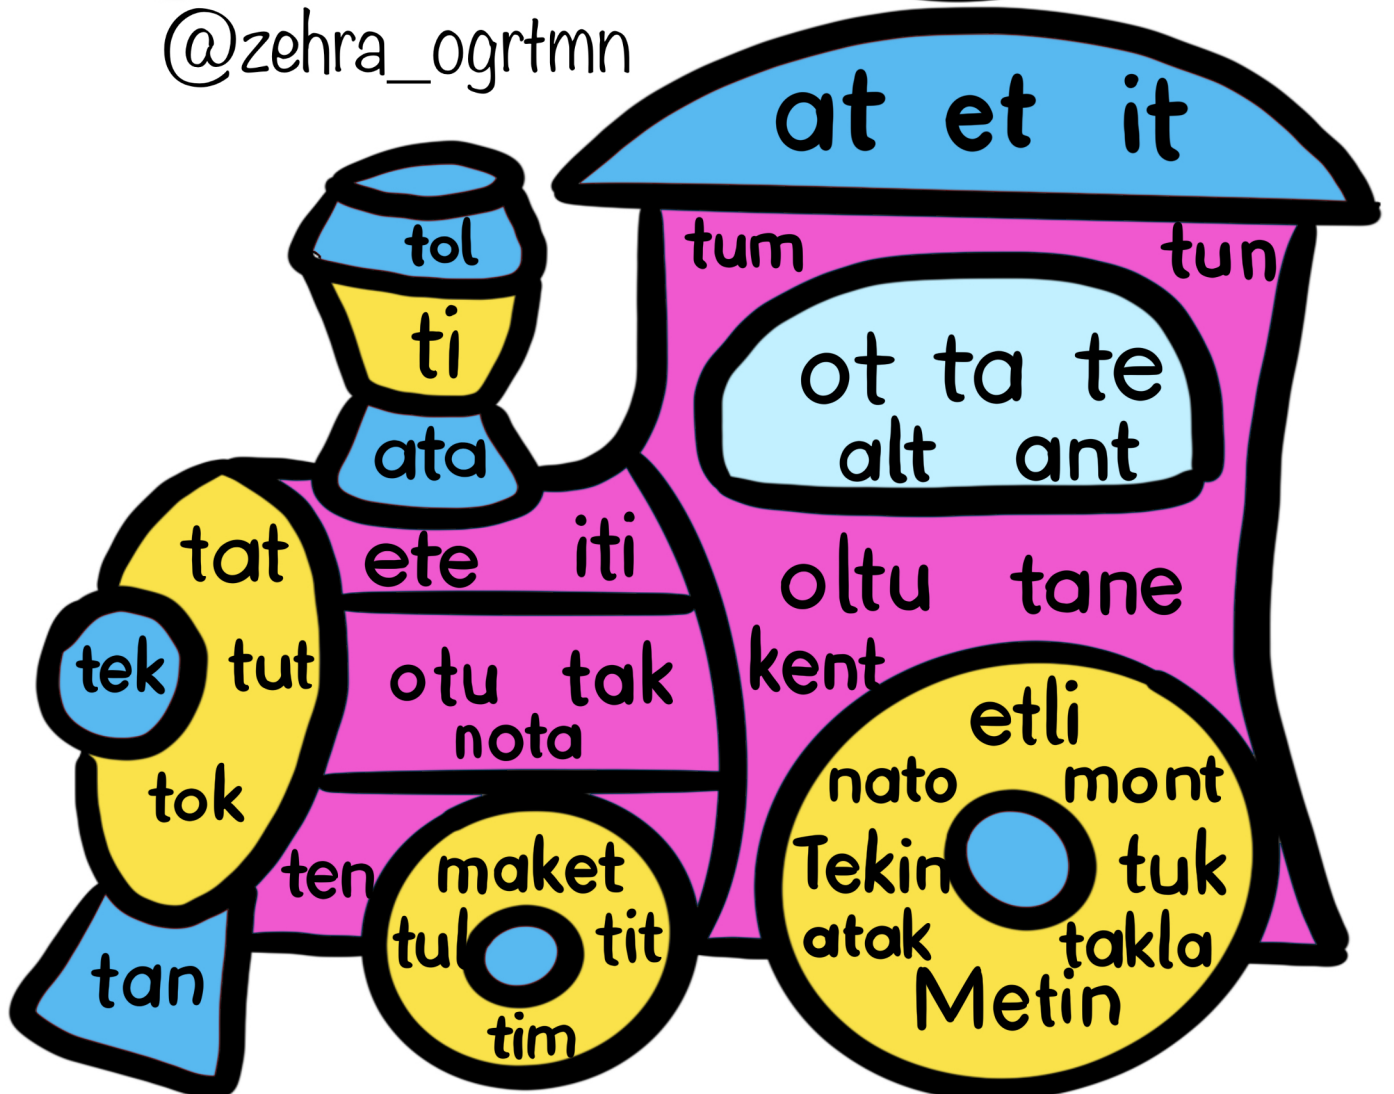 @zehra_ogrtmn
at et it
tum tun
tol
ti
ata
ot ta te
alt ant
tat
ete iti
oltu tane
tek tut
otu tak
nota
kent
tok
etli
nato mont
ten
maket
Tekin tuk
tul tit
atak takla
tan
Metin
tim